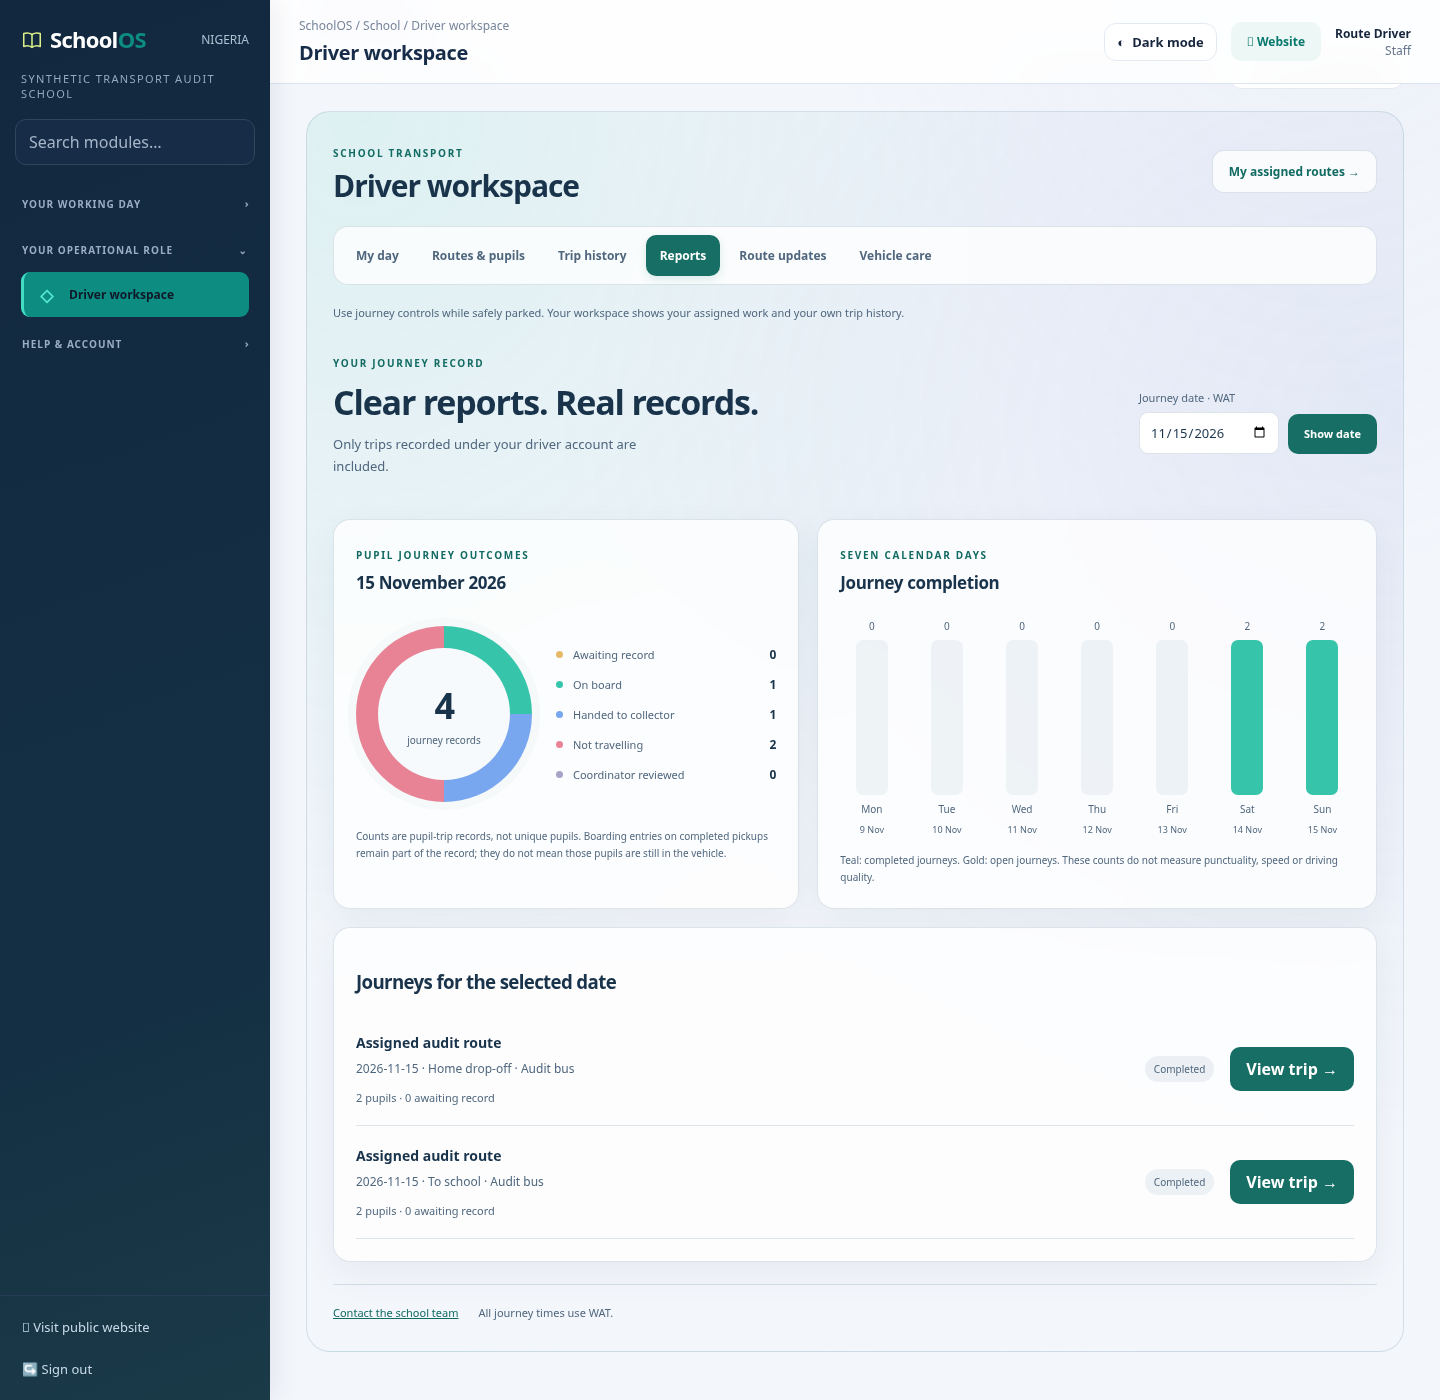 SchoolOS
NIGERIA
SYNTHETIC TRANSPORT AUDIT
SCHOOL
Search modules...
YOUR WORKING DAY ›
YOUR OPERATIONAL ROLE ⌄
◇ Driver workspace
HELP & ACCOUNT ›
Visit public website
Sign out
SchoolOS / School / Driver workspace
Driver workspace
Dark mode
Website
Route Driver
Staff
SCHOOL TRANSPORT
Driver workspace
My assigned routes →
My day
Routes & pupils
Trip history
Reports
Route updates
Vehicle care
Use journey controls while safely parked. Your workspace shows your assigned work and your own trip history.
YOUR JOURNEY RECORD
Clear reports. Real records.
Only trips recorded under your driver account are
included.
Journey date · WAT
11/15/2026
Show date
PUPIL JOURNEY OUTCOMES
15 November 2026
4
journey records
Awaiting record 0
On board 1
Handed to collector 1
Not travelling 2
Coordinator reviewed 0
Counts are pupil-trip records, not unique pupils. Boarding entries on completed pickups
remain part of the record; they do not mean those pupils are still in the vehicle.
SEVEN CALENDAR DAYS
Journey completion
0 0 0 0 0 2 2
Mon Tue Wed Thu Fri Sat Sun
9 Nov 10 Nov 11 Nov 12 Nov 13 Nov 14 Nov 15 Nov
Teal: completed journeys. Gold: open journeys. These counts do not measure punctuality, speed or driving
quality.
Journeys for the selected date
Assigned audit route
2026-11-15 · Home drop-off · Audit bus
2 pupils · 0 awaiting record
Completed
View trip →
Assigned audit route
2026-11-15 · To school · Audit bus
2 pupils · 0 awaiting record
Completed
View trip →
Contact the school team
All journey times use WAT.